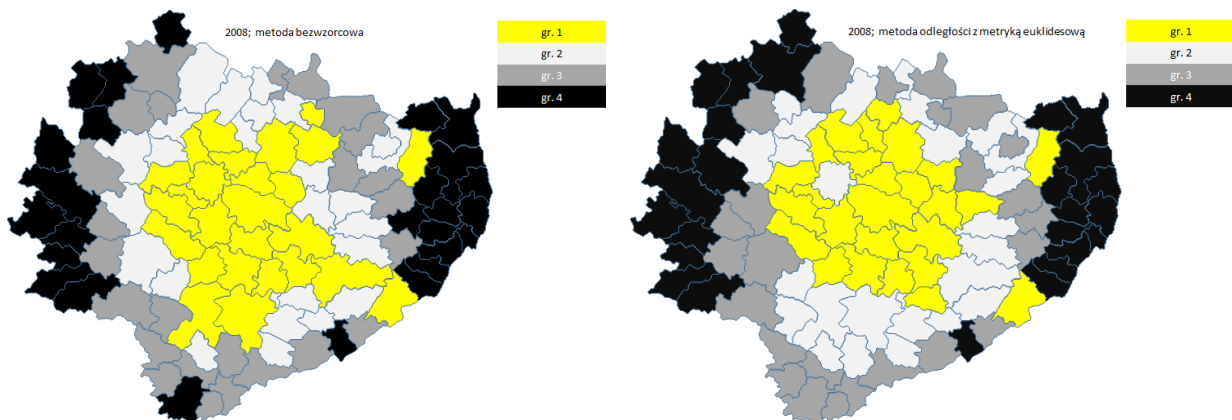 2008; metoda bezwzorcowa
gr. 1
gr. 2
gr. 3
gr. 4
2008; metoda odległości z metryką euklidesową
gr. 1
gr. 2
gr. 3
gr. 4